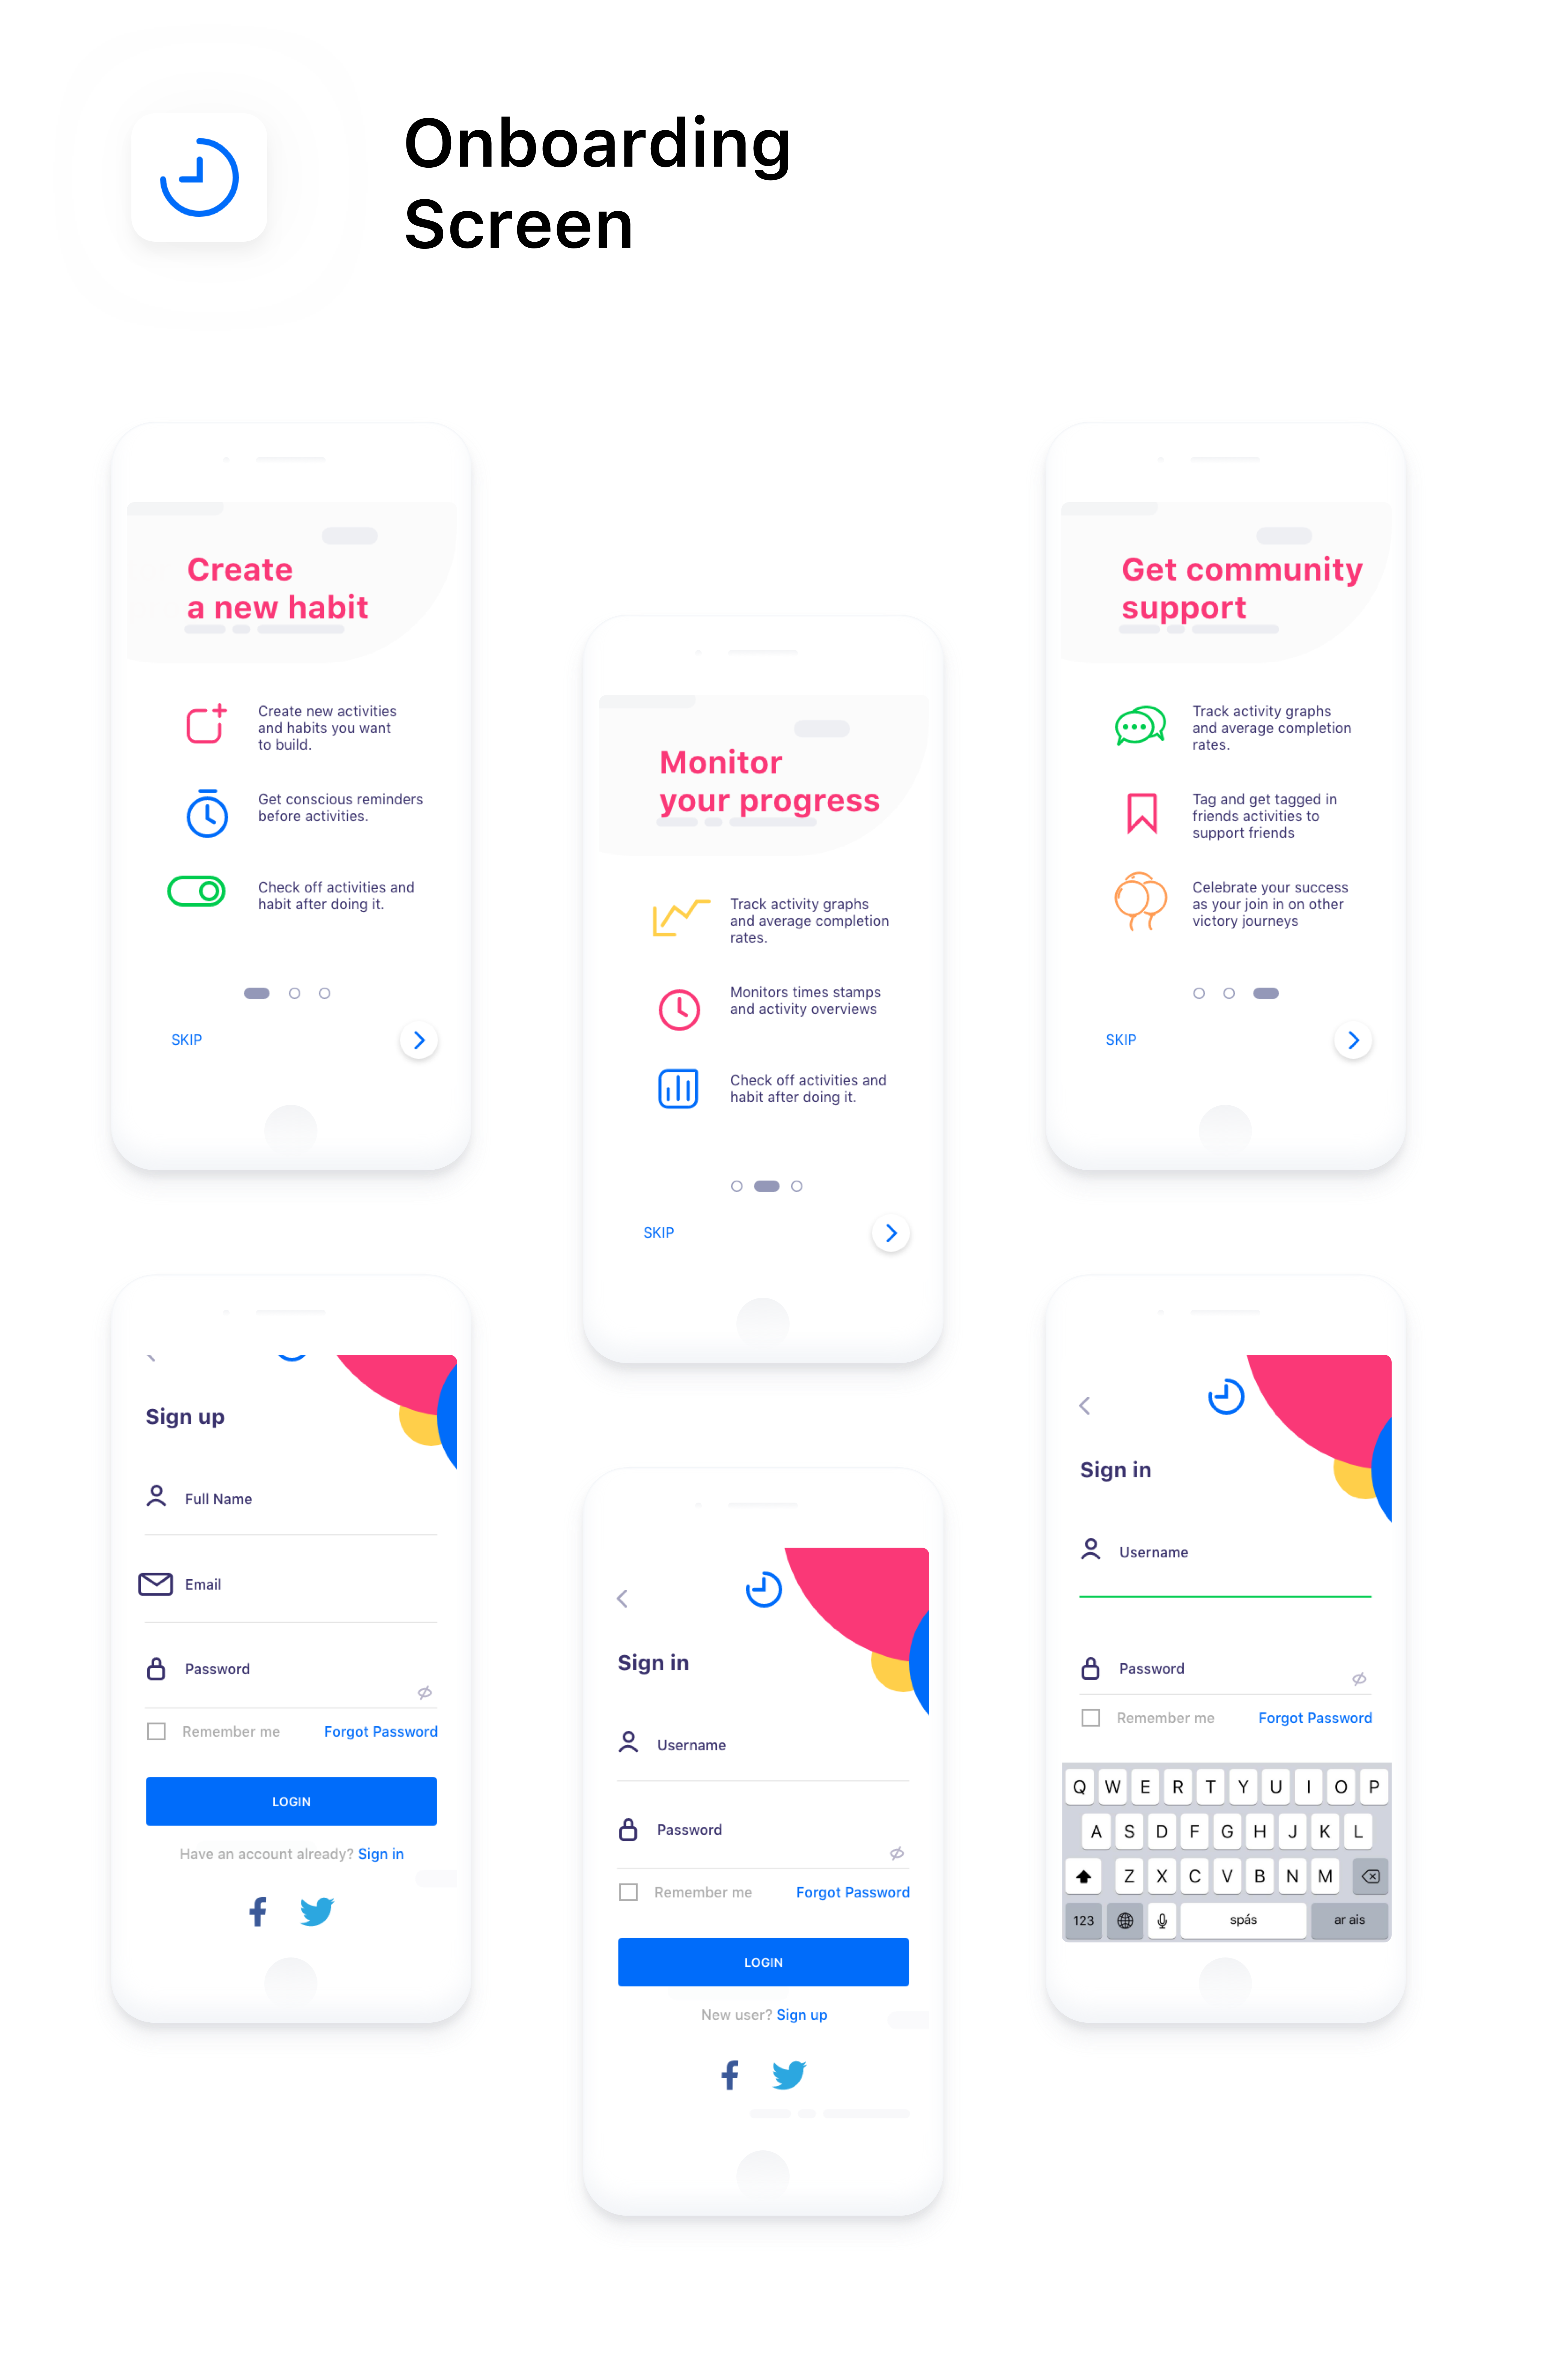 Onboarding
Screen
Create
a new habit
Create new activities
and habits you want
to build.
Get conscious reminders
before activities.
Check off activities and
habit after doing it.
SKIP
Monitor
your progress
Track activity graphs
and average completion
rates.
Monitors times stamps
and activity overviews
Check off activities and
habit after doing it.
SKIP
Get community
support
Track activity graphs
and average completion
rates.
Tag and get tagged in
friends activities to
support friends
Celebrate your success
as your join in on other
victory journeys
SKIP
Sign up
Full Name
Email
Password
Remember me Forgot Password
LOGIN
Have an account already? Sign in
Sign in
Username
Password
Remember me Forgot Password
LOGIN
New user? Sign up
Sign in
Username
Password
Remember me Forgot Password
Q W E R T Y U I O P
A S D F G H J K L
Z X C V B N M
123 spás ar ais